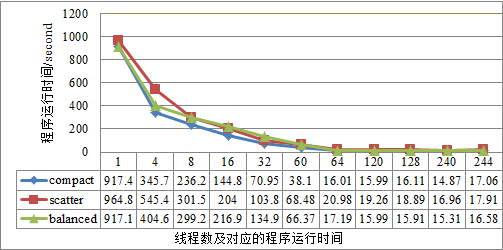 1200
1000
800
600
400
200
0
程序运行时间/second
1 4 8 16 32 60 64 120 128 240 244
compact 917.4 345.7 236.2 144.8 70.95 38.1 16.01 15.99 16.11 14.87 17.06
scatter 964.8 545.4 301.5 204 103.8 68.48 20.98 19.26 18.89 16.96 17.91
balanced 917.1 404.6 299.2 216.9 134.9 66.37 17.19 15.99 15.91 15.31 16.58
线程数及对应的程序运行时间